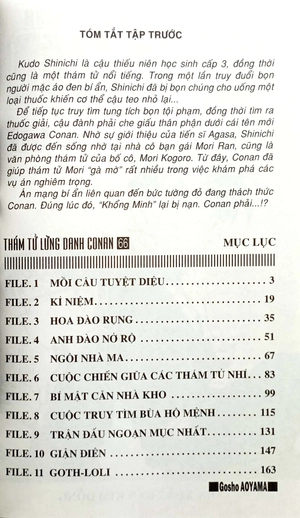 TÓM TẮT TẬP TRƯỚC
Kudo Shinichi là cậu thiếu niên học sinh cấp 3, đồng thời
cũng là một thám tử nổi tiếng. Trong một lần truy đuổi bọn
người mặc áo đen bí ẩn, Shinichi đã bị bọn chúng cho uống một
loại thuốc khiến cơ thể cậu teo nhỏ lại...
Để tiếp tục truy tìm tung tích bọn tội phạm, đồng thời tìm ra
thuốc giải, cậu đành phải che giấu thân phận dưới cái tên mới
Edogawa Conan. Nhờ sự giới thiệu của tiến sĩ Agasa, Shinichi
đã được đến sống nhờ tại nhà cô bạn gái Mori Ran, cũng là
văn phòng thám tử của bố cô, Mori Kogoro. Từ đây, Conan đã
giúp thám tử Mori "gà mờ" rất nhiều trong việc khám phá các
vụ án nghiêm trọng.
Án mạng bí ẩn liên quan đến bức tường đỏ đang thách thức
Conan. Đúng lúc đó, "Khổng Minh" lại bị nạn. Conan phải...!?
THÁM TỬ LỪNG DANH CONAN 66 MỤC LỤC
FILE. 1 MỒI CÂU TUYỆT DIỆU 3
FILE. 2 KỈ NIỆM 19
FILE. 3 HOA ĐÀO RỤNG 35
FILE. 4 ANH ĐÀO NỞ RỘ 51
FILE. 5 NGÔI NHÀ MA 67
FILE. 6 CUỘC CHIẾN GIỮA CÁC THÁM TỬ NHÍ 83
FILE. 7 BÍ MẬT CĂN NHÀ KHO 99
FILE. 8 CUỘC TRUY TÌM BÙA HỘ MỆNH 115
FILE. 9 TRẬN ĐẤU NGOẠN MỤC NHẤT 131
FILE. 10 GIÁN DIÊN 147
FILE. 11 GOTH-LOLI 163
Gosho AOYAMA